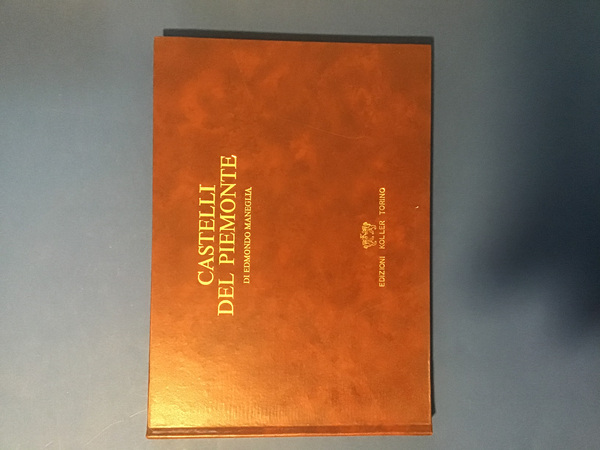 CASTELLI
DEL PIEMONTE
DI EDMONDO MANEGLIA
EDIZIONI KOLLER TORINO